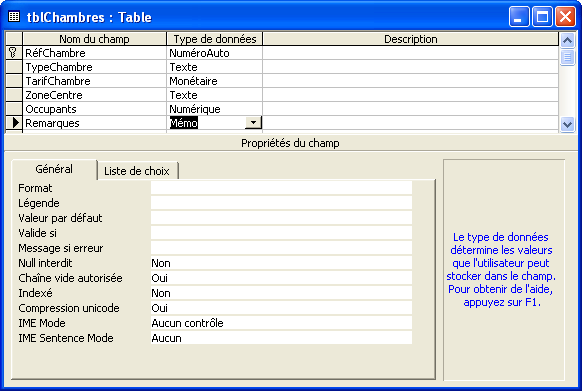 tblChambres : Table
Nom du champ Type de données Description
RéfChambre NuméroAuto
TypeChambre Texte
TarifChambre Monétaire
ZoneCentre Texte
Occupants Numérique
Remarques Mémo
Propriétés du champ
Général Liste de choix
Format
Légende
Valeur par défaut
Valide si
Message si erreur
Null interdit Non
Chaîne vide autorisée Oui
Indexé Non
Compression unicode Oui
IME Mode Aucun contrôle
IME Sentence Mode Aucun
Le type de données
détermine les valeurs
que l'utilisateur peut
stocker dans le champ.
Pour obtenir de l'aide,
appuyez sur F1.